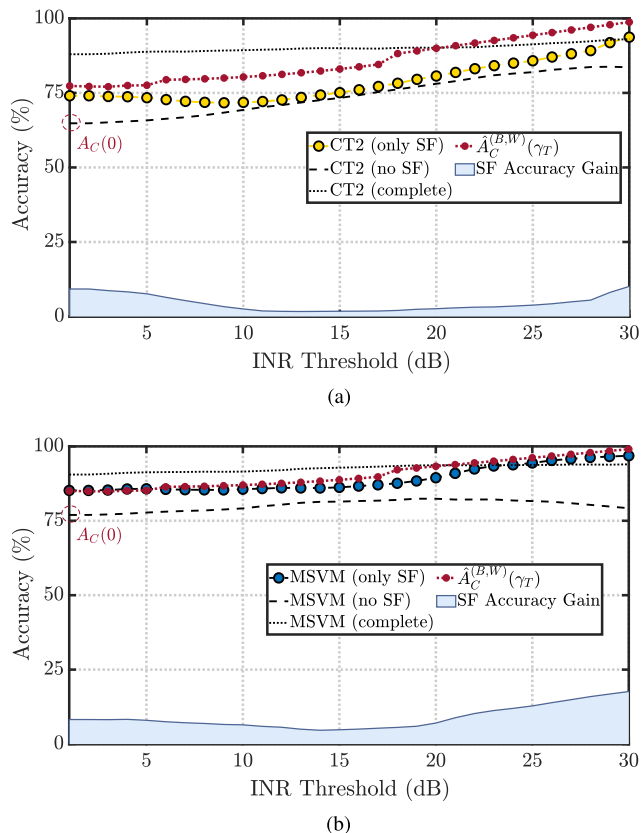 100
75
50
25
0
Accuracy (%)
A_C(0)
CT2 (only SF)
CT2 (no SF)
CT2 (complete)
Â_C^(B,W)(γ_T)
SF Accuracy Gain
5 10 15 20 25 30
INR Threshold (dB)
(a)
100
75
50
25
0
Accuracy (%)
A_C(0)
MSVM (only SF)
MSVM (no SF)
MSVM (complete)
Â_C^(B,W)(γ_T)
SF Accuracy Gain
5 10 15 20 25 30
INR Threshold (dB)
(b)